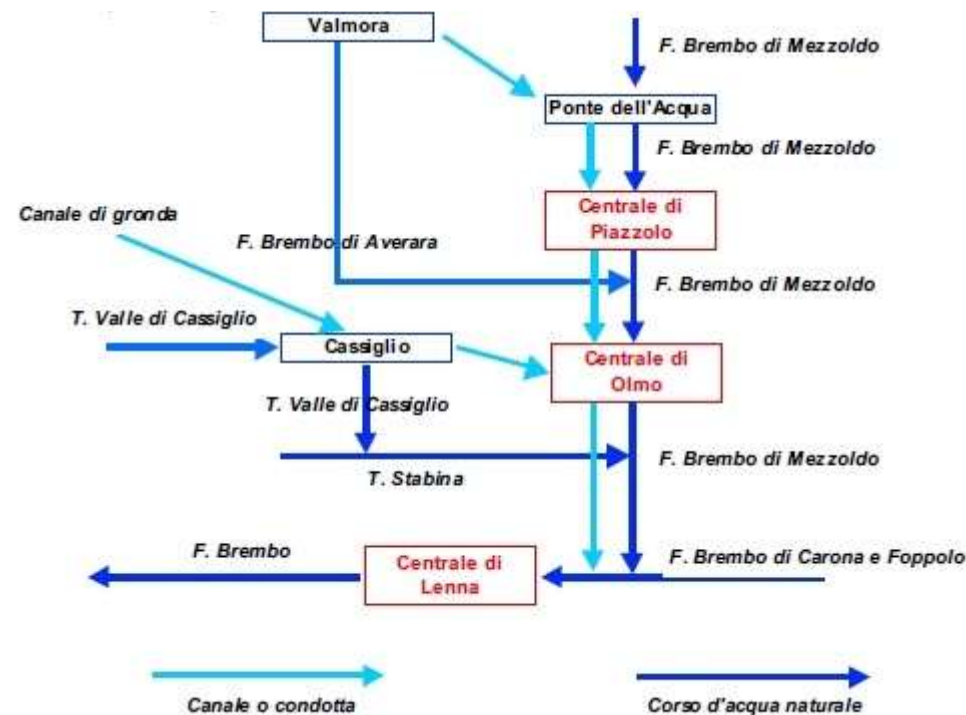 Valmora
F. Brembo di Mezzoldo
Ponte dell'Acqua
F. Brembo di Mezzoldo
Canale di gronda
Centrale di
Piazzolo
F. Brembo di Averara
F. Brembo di Mezzoldo
T. Valle di Cassiglio
Cassiglio
Centrale di
Olmo
T. Valle di Cassiglio
F. Brembo di Mezzoldo
T. Stabina
F. Brembo
Centrale di
Lenna
F. Brembo di Carona e Foppolo
Canale o condotta
Corso d'acqua naturale